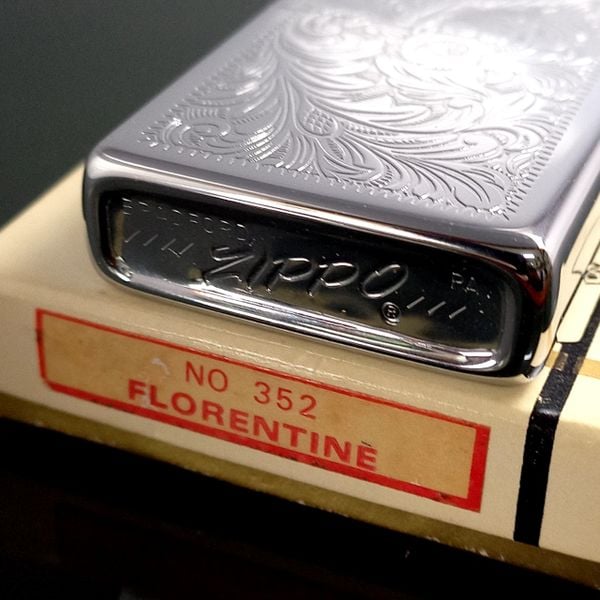 BRADFORD, PA.
//// ZIPPO ® ////
NO 352
FLORENTINE